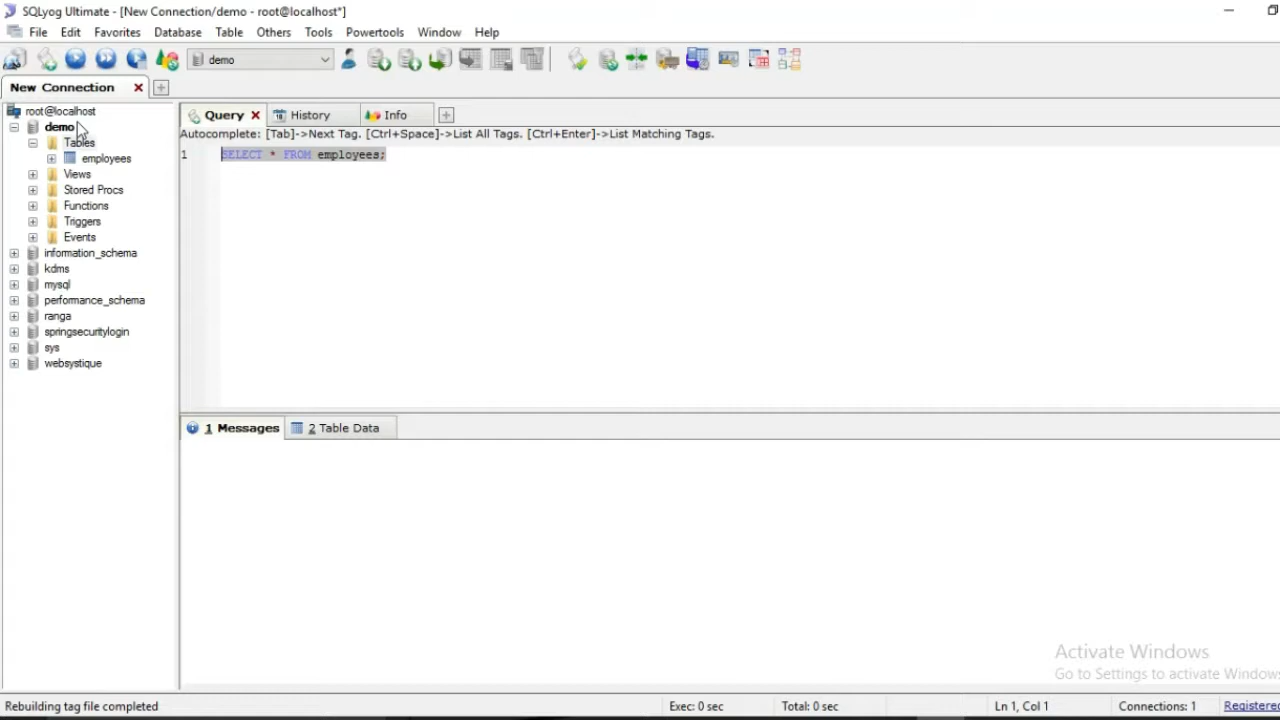 SQLyog Ultimate - [New Connection/demo - root@localhost*]
File Edit Favorites Database Table Others Tools Powertools Window Help
demo
New Connection
root@localhost
demo
Tables
employees
Views
Stored Procs
Functions
Triggers
Events
information_schema
kdms
mysql
performance_schema
ranga
springsecuritylogin
sys
websystique
Query History Info
Autocomplete: [Tab]->Next Tag. [Ctrl+Space]->List All Tags. [Ctrl+Enter]->List Matching Tags.
1 SELECT * FROM employees;
1 Messages 2 Table Data
Activate Windows
Go to Settings to activate Windows
Rebuilding tag file completed Exec: 0 sec Total: 0 sec Ln 1, Col 1 Connections: 1 Registered